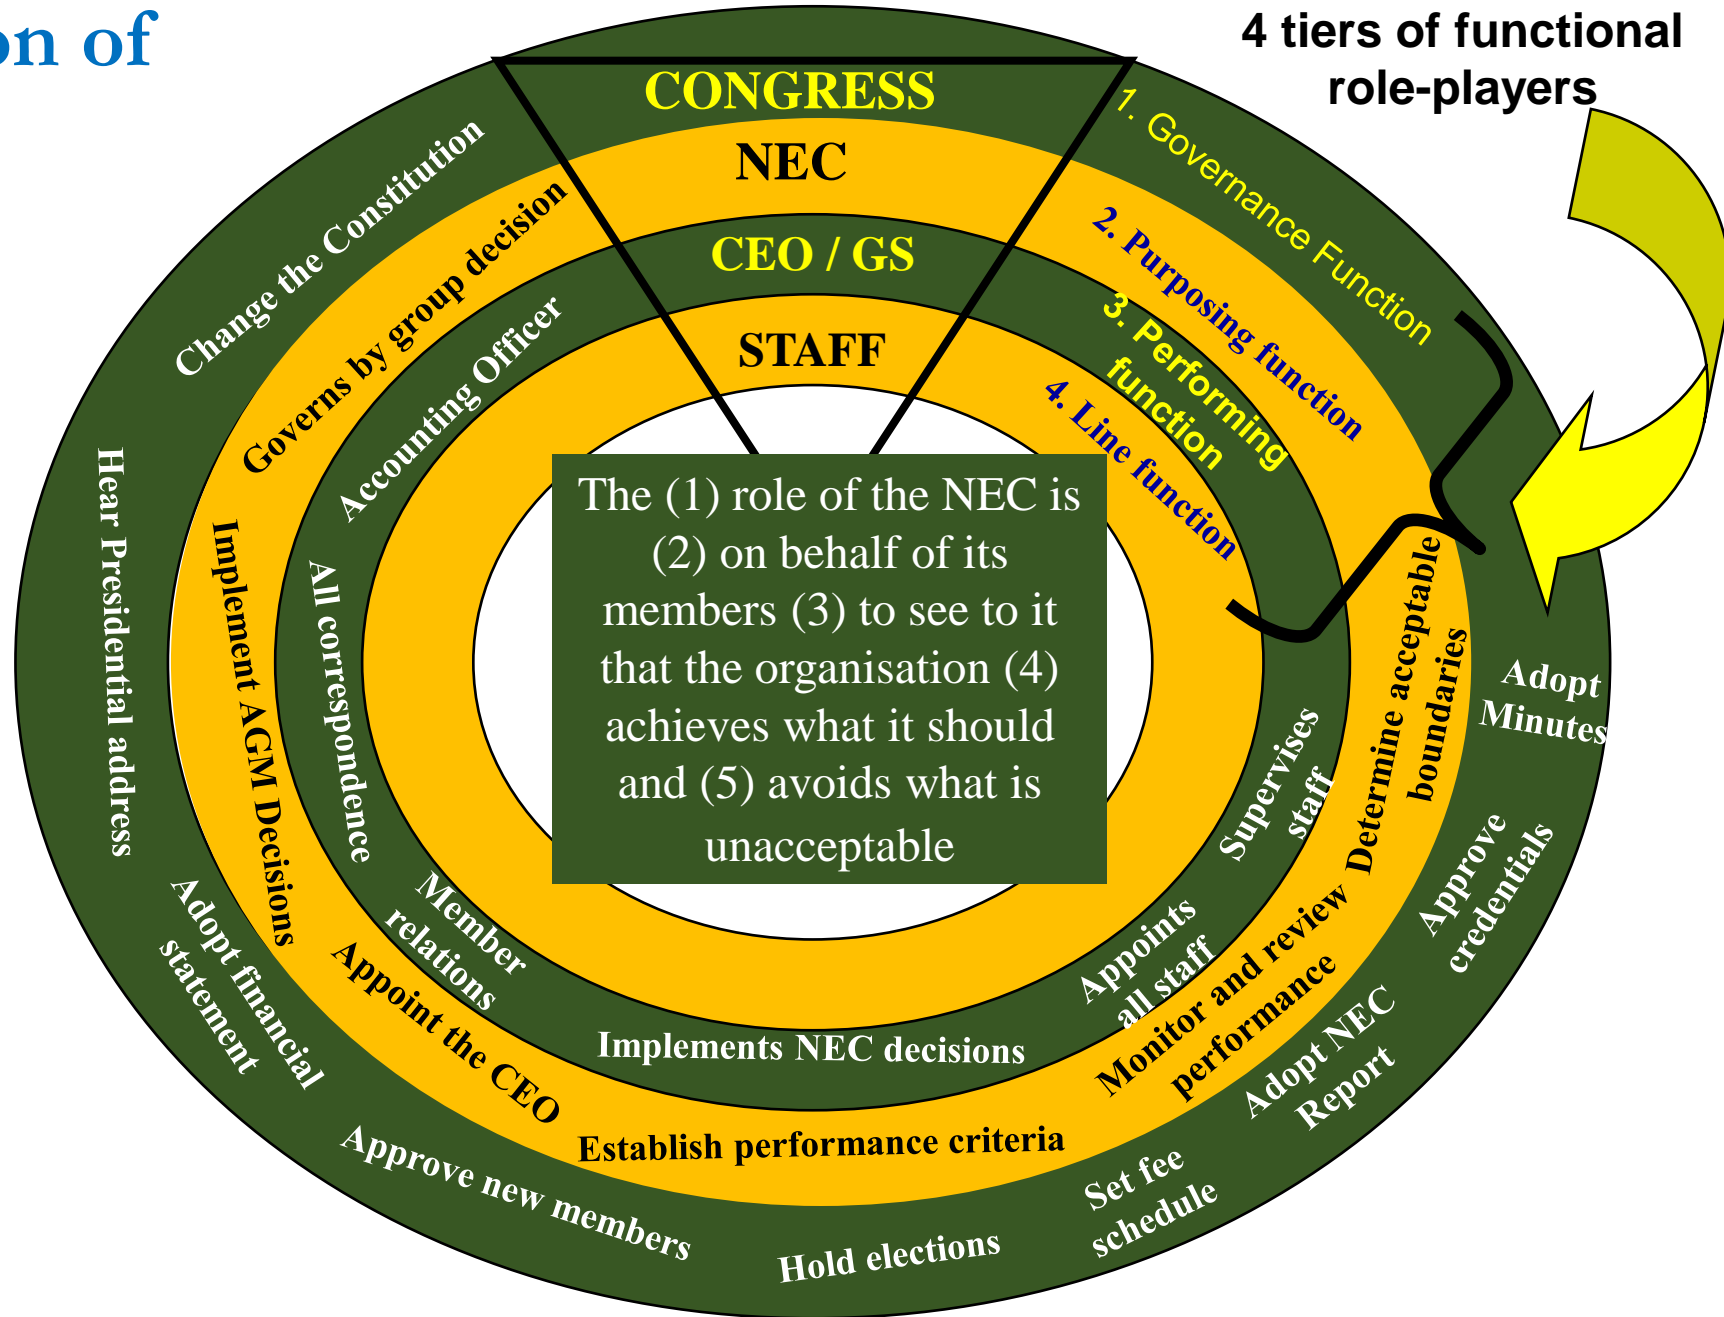 on of
4 tiers of functional
role-players
CONGRESS
NEC
CEO / GS
STAFF
1. Governance Function
2. Purposing function
3. Performing
function
4. Line function
The (1) role of the NEC is
(2) on behalf of its
members (3) to see to it
that the organisation (4)
achieves what it should
and (5) avoids what is
unacceptable
Change the Constitution
Hear Presidential address
Adopt financial
statement
Approve new members
Hold elections
Set fee
schedule
Adopt NEC
Report
Approve
credentials
Adopt
Minutes
Governs by group decision
Implement AGM Decisions
Appoint the CEO
Establish performance criteria
Monitor and review
performance
Determine acceptable
boundaries
Accounting Officer
All correspondence
Member
relations
Implements NEC decisions
Appoints
all staff
Supervises
staff